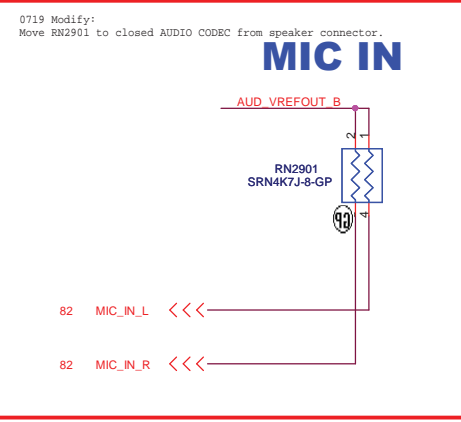 0719 Modify:
Move RN2901 to closed AUDIO CODEC from speaker connector.
MIC IN
AUD_VREFOUT_B
2 1
RN2901
SRN4K7J-8-GP
4
82 MIC_IN_L
82 MIC_IN_R